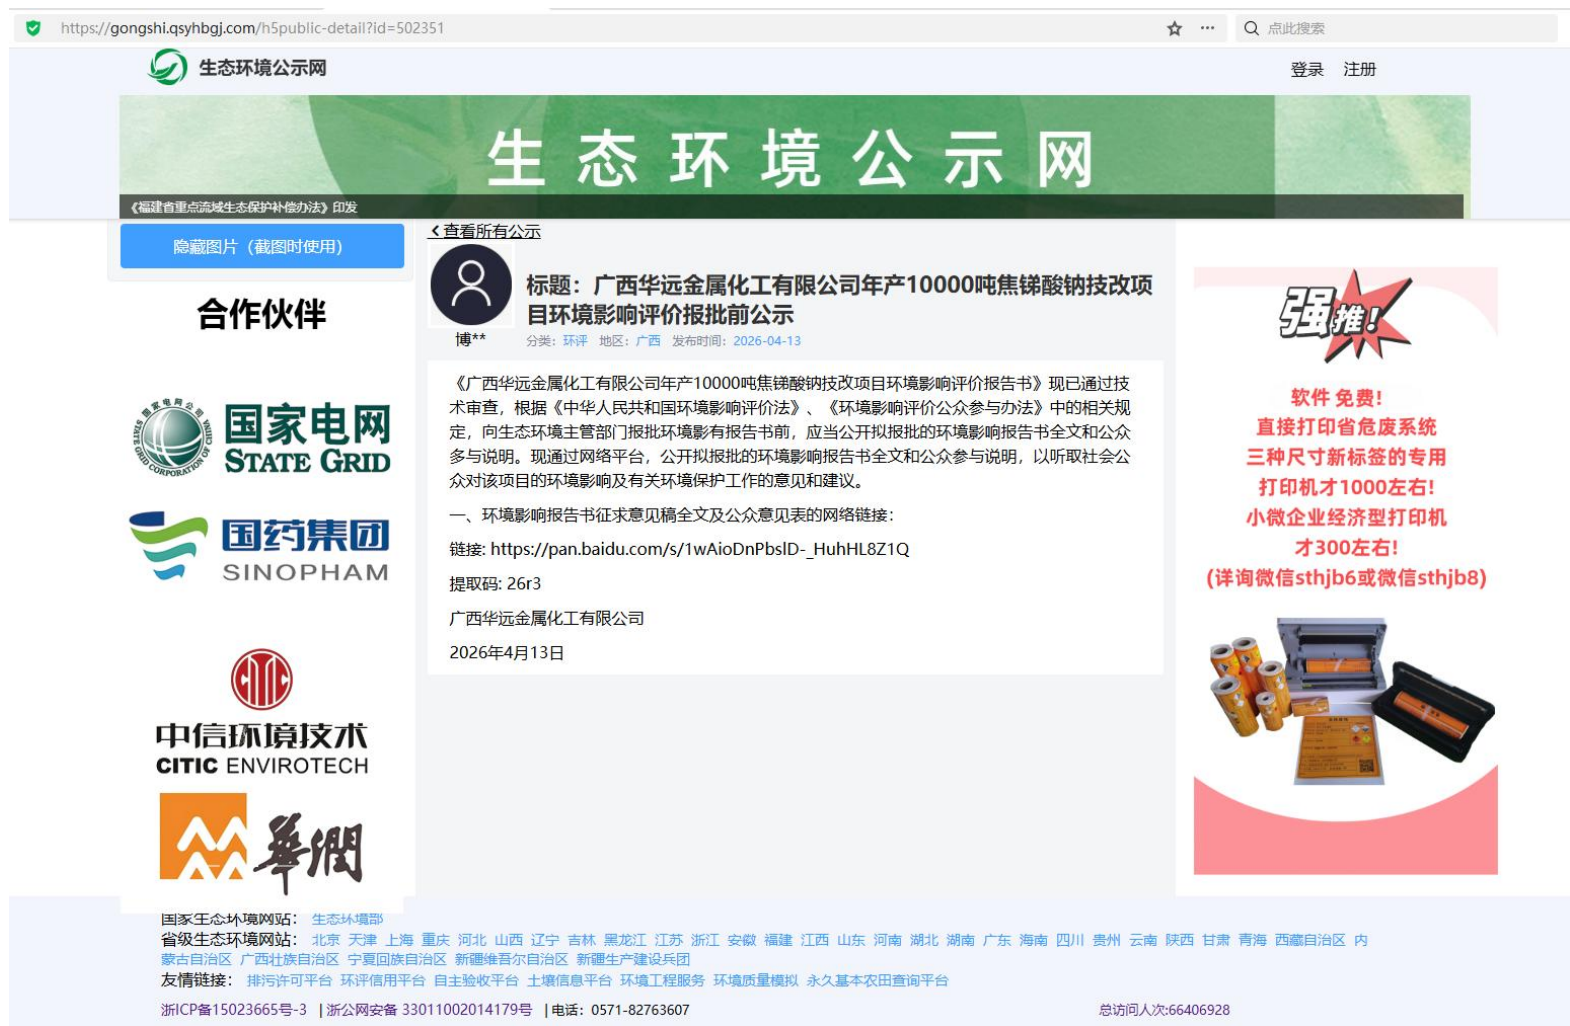 https://gongshi.qsyhbgj.com/h5public-detail?id=502351
点此搜索
生态环境公示网
登录 注册
生态环境公示网
《福建省重点流域生态保护补偿办法》印发
隐藏图片（截图时使用）
合作伙伴
国家电网公司
STATE GRID
CORPORATION OF CHINA
国家电网
STATE GRID
国药集团
SINOPHAM
中信环境技术
CITIC ENVIROTECH
華潤
查看所有公示
博**
标题：广西华远金属化工有限公司年产10000吨焦锑酸钠技改项
目环境影响评价报批前公示
分类：环评 地区：广西 发布时间：2026-04-13
《广西华远金属化工有限公司年产10000吨焦锑酸钠技改项目环境影响评价报告书》现已通过技
术审查，根据《中华人民共和国环境影响评价法》、《环境影响评价公众参与办法》中的相关规
定，向生态环境主管部门报批环境影有报告书前，应当公开拟报批的环境影响报告书全文和公众
多与说明。现通过网络平台，公开拟报批的环境影响报告书全文和公众参与说明，以听取社会公
众对该项目的环境影响及有关环境保护工作的意见和建议。
一、环境影响报告书征求意见稿全文及公众意见表的网络链接：
链接: https://pan.baidu.com/s/1wAioDnPbslD-_HuhHL8Z1Q
提取码: 26r3
广西华远金属化工有限公司
2026年4月13日
强推！
软件 免费!
直接打印省危废系统
三种尺寸新标签的专用
打印机才1000左右!
小微企业经济型打印机
才300左右!
(详询微信sthjb6或微信sthjb8)
国家生态环境网站： 生态环境部
省级生态环境网站： 北京 天津 上海 重庆 河北 山西 辽宁 吉林 黑龙江 江苏 浙江 安徽 福建 江西 山东 河南 湖北 湖南 广东 海南 四川 贵州 云南 陕西 甘肃 青海 西藏自治区 内
蒙古自治区 广西壮族自治区 宁夏回族自治区 新疆维吾尔自治区 新疆生产建设兵团
友情链接： 排污许可平台 环评信用平台 自主验收平台 土壤信息平台 环境工程服务 环境质量模拟 永久基本农田查询平台
浙ICP备15023665号-3 | 浙公网安备 33011002014179号 | 电话：0571-82763607
总访问人次:66406928